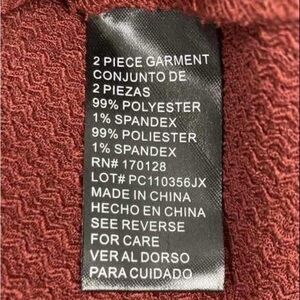 2 PIECE GARMENT
CONJUNTO DE
2 PIEZAS
99% POLYESTER
1% SPANDEX
99% POLIESTER
1% SPANDEX
RN# 170128
LOT# PC110356JX
MADE IN CHINA
HECHO EN CHINA
SEE REVERSE
FOR CARE
VER AL DORSO
PARA CUIDADO